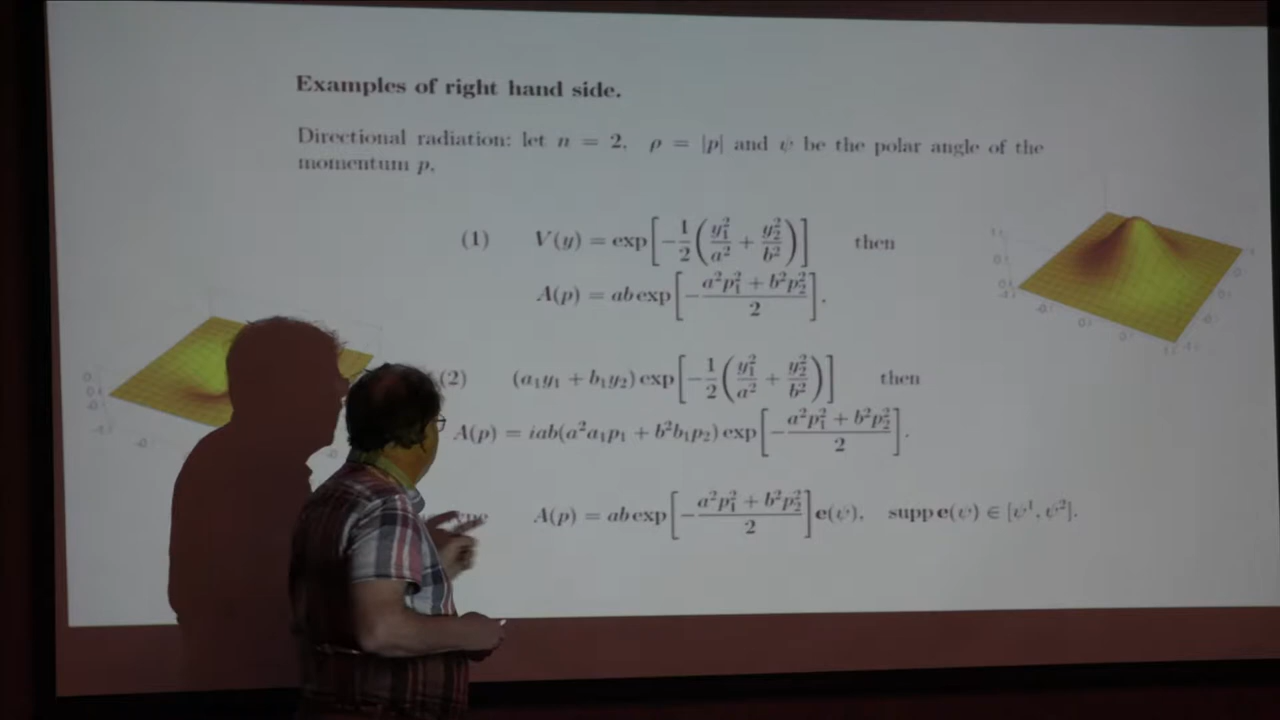 Examples of right hand side.
Directional radiation: let n = 2, ρ = |p| and ψ be the polar angle of the
momentum p.
(1) V(y) = exp[−1/2(y₁²/a² + y₂²/b²)] then
A(p) = ab exp[−(a²p₁² + b²p₂²)/2].
(2) (a₁y₁ + b₁y₂) exp[−1/2(y₁²/a² + y₂²/b²)] then
A(p) = iab(a²a₁p₁ + b²b₁p₂) exp[−(a²p₁² + b²p₂²)/2].
A(p) = ab exp[−(a²p₁² + b²p₂²)/2]e(ψ), supp e(ψ) ∈ [ψ¹, ψ²].